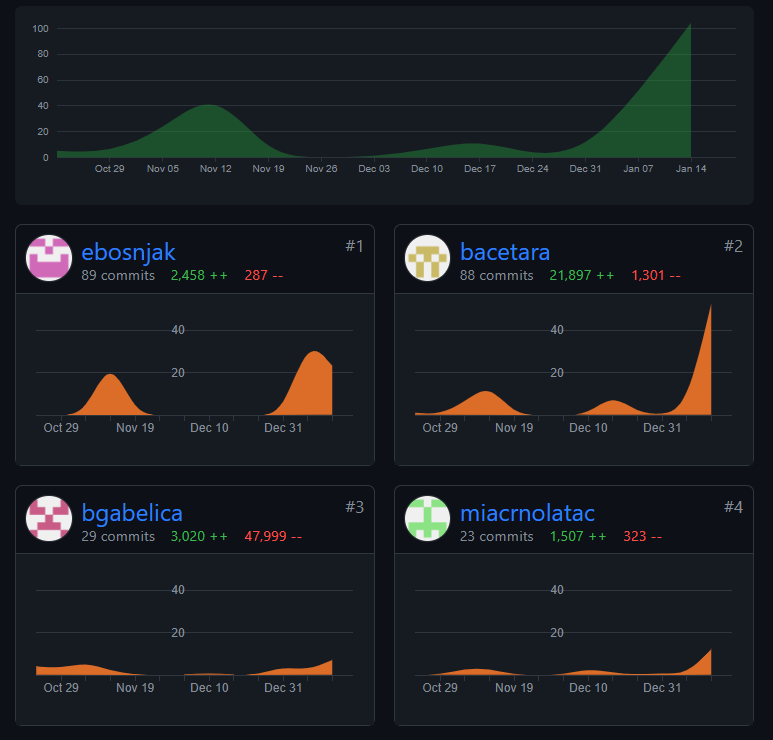 100
80
60
40
20
0
Oct 29 Nov 05 Nov 12 Nov 19 Nov 26 Dec 03 Dec 10 Dec 17 Dec 24 Dec 31 Jan 07 Jan 14
ebosnjak #1
89 commits 2,458 ++ 287 --
40
20
Oct 29 Nov 19 Dec 10 Dec 31
bacetara #2
88 commits 21,897 ++ 1,301 --
40
20
Oct 29 Nov 19 Dec 10 Dec 31
bgabelica #3
29 commits 3,020 ++ 47,999 --
40
20
Oct 29 Nov 19 Dec 10 Dec 31
miacrnolatac #4
23 commits 1,507 ++ 323 --
40
20
Oct 29 Nov 19 Dec 10 Dec 31